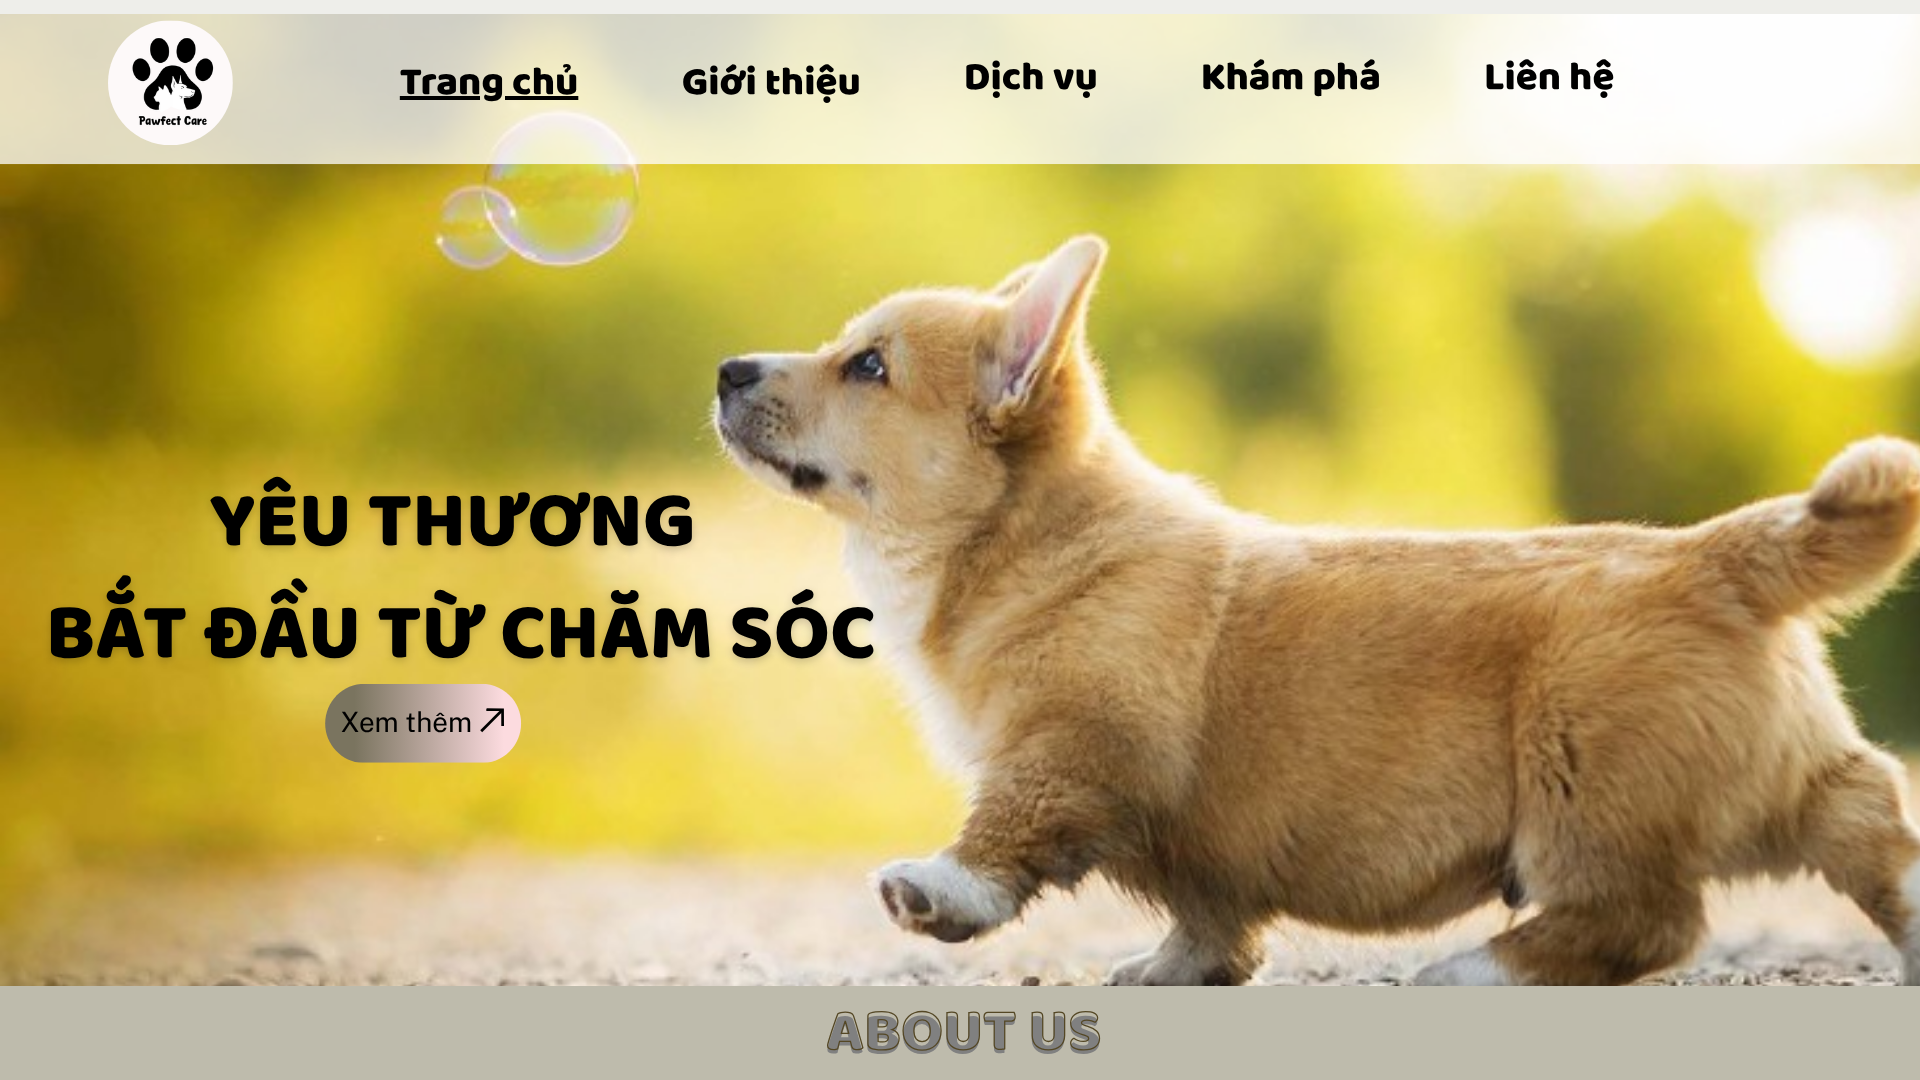 Pawfect Care
Trang chủ Giới thiệu Dịch vụ Khám phá Liên hệ
YÊU THƯƠNG
BẮT ĐẦU TỪ CHĂM SÓC
Xem thêm
ABOUT US